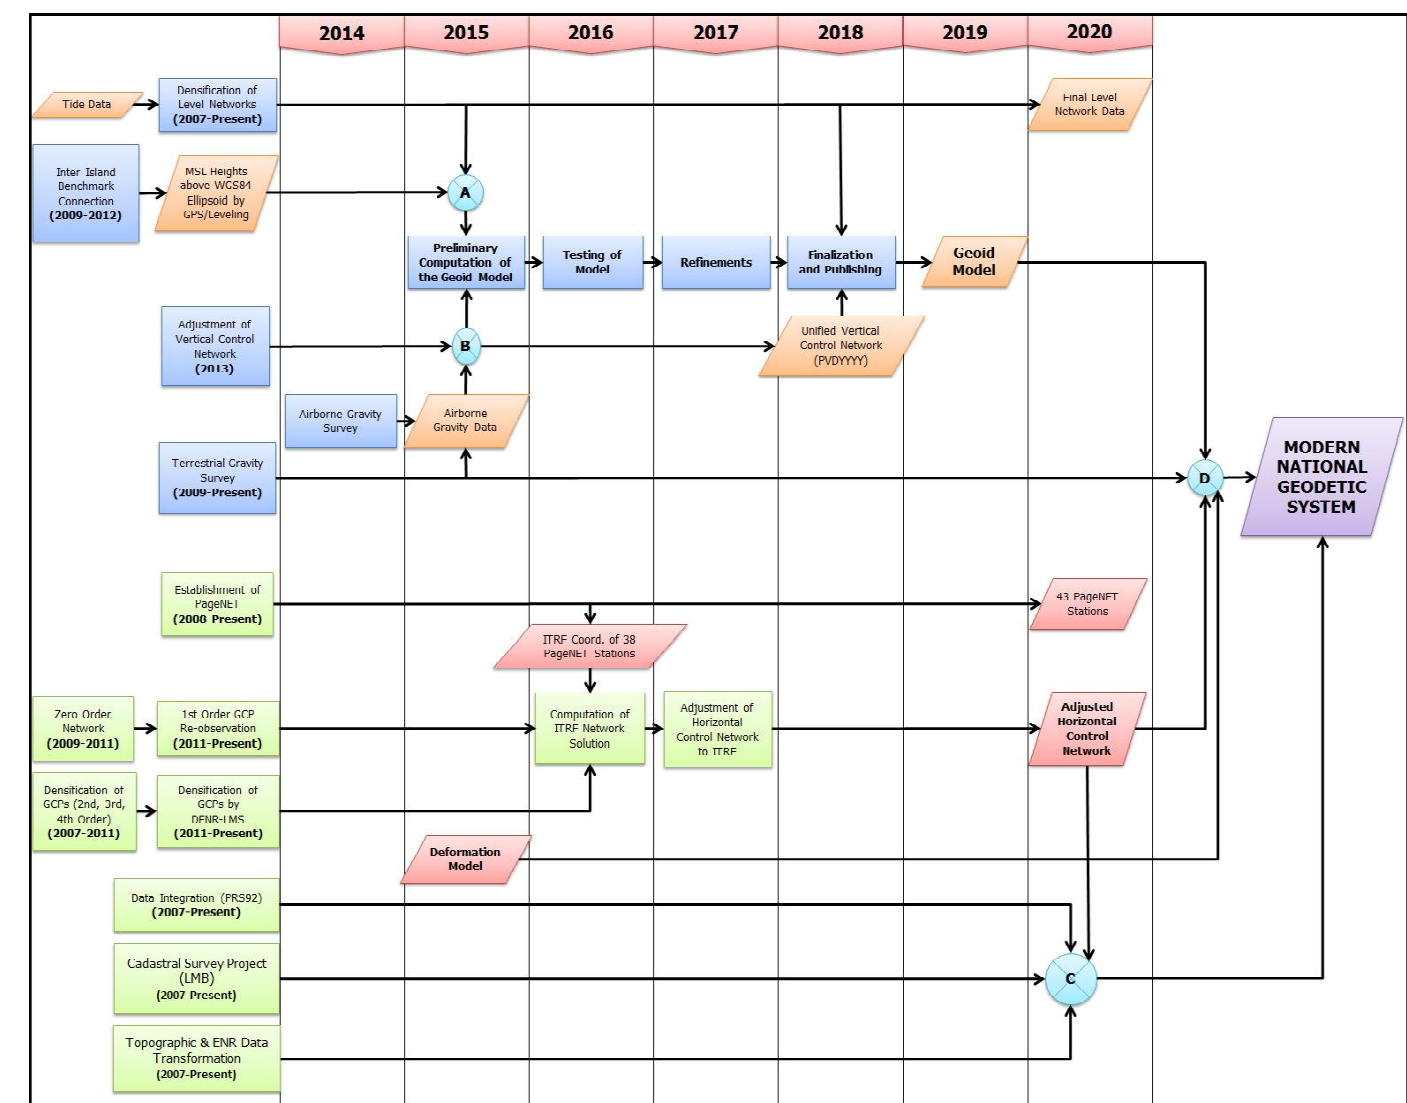 2014
2015
2016
2017
2018
2019
2020
Tide Data
Densification of
Level Networks
(2007-Present)
Final Level
Network Data
Inter Island
Benchmark
Connection
(2009-2012)
MSL Heights
above WGS84
Ellipsoid by
GPS/Leveling
A
Preliminary
Computation of
the Geoid Model
Testing of
Model
Refinements
Finalization
and Publishing
Geoid
Model
Adjustment of
Vertical Control
Network
(2013)
B
Unified Vertical
Control Network
(PVDYYYY)
Airborne Gravity
Survey
Airborne
Gravity Data
Terrestrial Gravity
Survey
(2009-Present)
D
MODERN
NATIONAL
GEODETIC
SYSTEM
Establishment of
PageNET
(2008 Present)
43 PageNET
Stations
ITRF Coord. of 38
PageNET Stations
Zero Order
Network
(2009-2011)
1st Order GCP
Re-observation
(2011-Present)
Computation of
ITRF Network
Solution
Adjustment of
Horizontal
Control Network
to ITRF
Adjusted
Horizontal
Control
Network
Densification of
GCPs (2nd, 3rd,
4th Order)
(2007-2011)
Densification of
GCPs by
DENR-LMS
(2011-Present)
Deformation
Model
Data Integration (PRS92)
(2007-Present)
Cadastral Survey Project
(LMB)
(2007 Present)
C
Topographic & ENR Data
Transformation
(2007-Present)